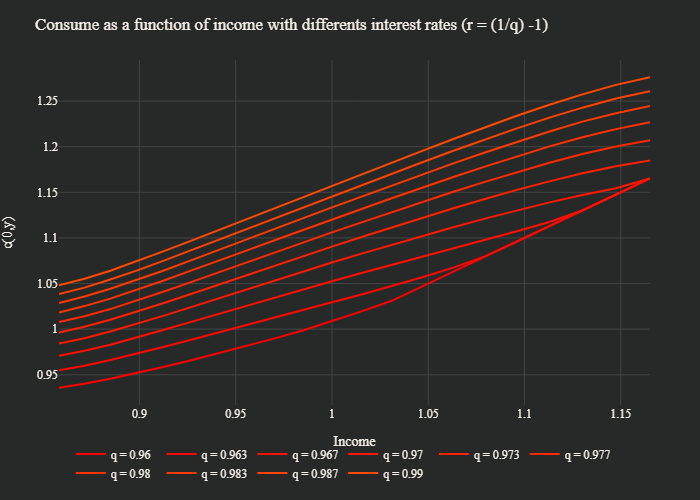 Consume as a function of income with differents interest rates (r = (1/q) -1)
1.25
1.2
1.15
1.1
1.05
1
0.95
c(0,y)
0.9 0.95 1 1.05 1.1 1.15
Income
q = 0.96 q = 0.963 q = 0.967 q = 0.97 q = 0.973 q = 0.977
q = 0.98 q = 0.983 q = 0.987 q = 0.99